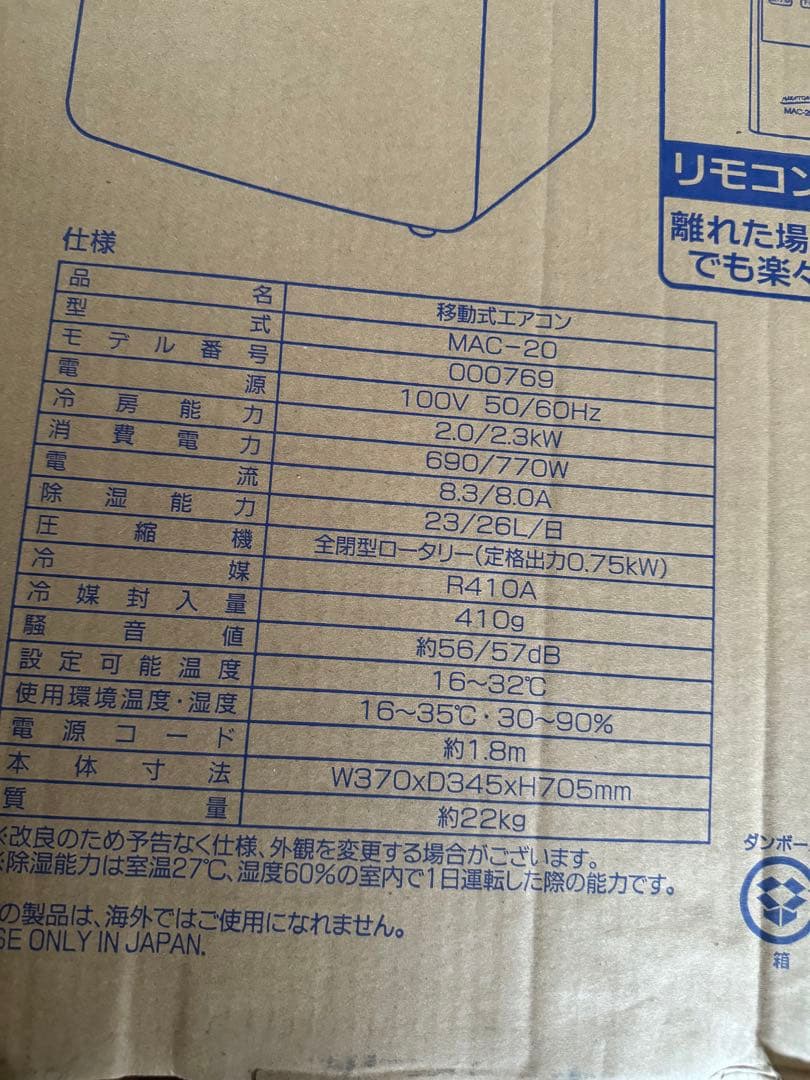 MAC-2
リモコン
離れた場
でも楽々
仕様
品名 移動式エアコン
型式 MAC-20
モデル番号 000769
電源 100V 50/60Hz
冷房能力 2.0/2.3kW
消費電力 690/770W
電流 8.3/8.0A
除湿能力 23/26L/日
圧縮機 全閉型ロータリー(定格出力0.75kW)
冷媒 R410A
冷媒封入量 410g
騒音値 約56/57dB
設定可能温度 16〜32℃
使用環境温度・湿度 16〜35℃・30〜90%
電源コード 約1.8m
本体寸法 W370xD345xH705mm
質量 約22kg
※改良のため予告なく仕様、外観を変更する場合がございます。
※除湿能力は室温27℃、湿度60%の室内で1日運転した際の能力です。
の製品は、海外ではご使用になれません。
SE ONLY IN JAPAN.
ダンボー
箱